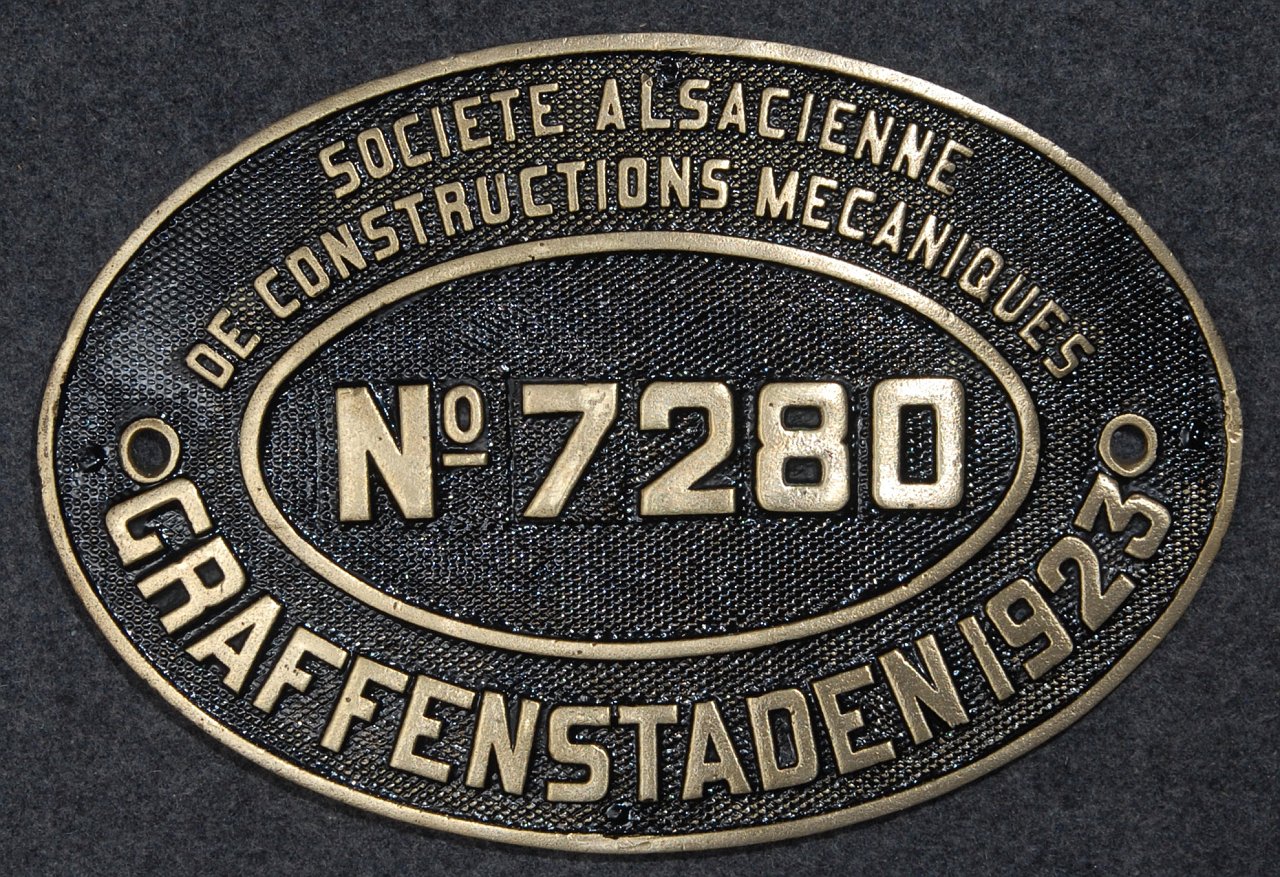 SOCIETE ALSACIENNE
DE CONSTRUCTIONS MECANIQUES
Nº 7280
GRAFFENSTADEN 1923